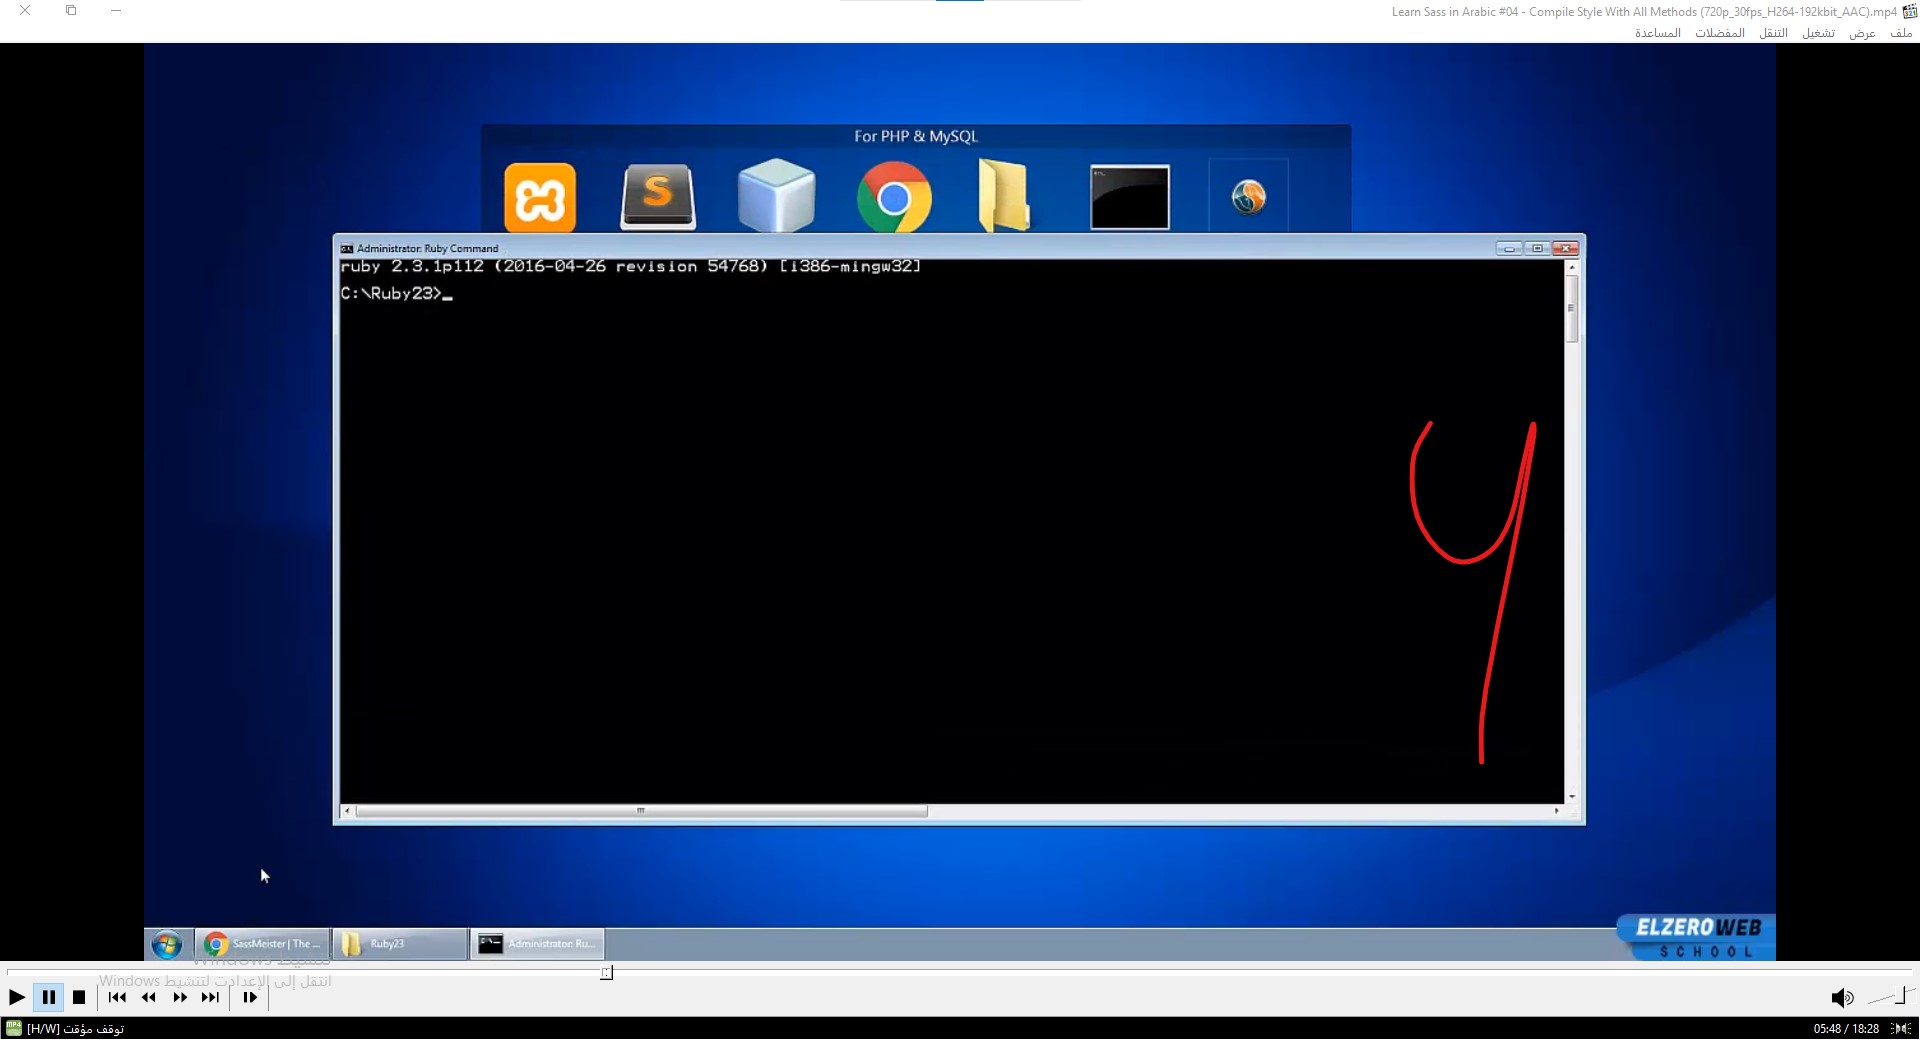 Learn Sass in Arabic #04 - Compile Style With All Methods (720p_30fps_H264-192kbit_AAC).mp4
ملف عرض تشغيل التنقل المفضلات المساعدة
For PHP & MySQL
Administrator: Ruby Command
ruby 2.3.1p112 (2016-04-26 revision 54768) [i386-mingw32]
C:\Ruby23>_
y
ELZEROWEB
SCHOOL
SassMeister | The ...
Ruby23
Administrator: Ru...
تنشيط Windows
انتقل إلى الإعدادات لتنشيط Windows
توقف مؤقت [H/W]
05:48 / 18:28